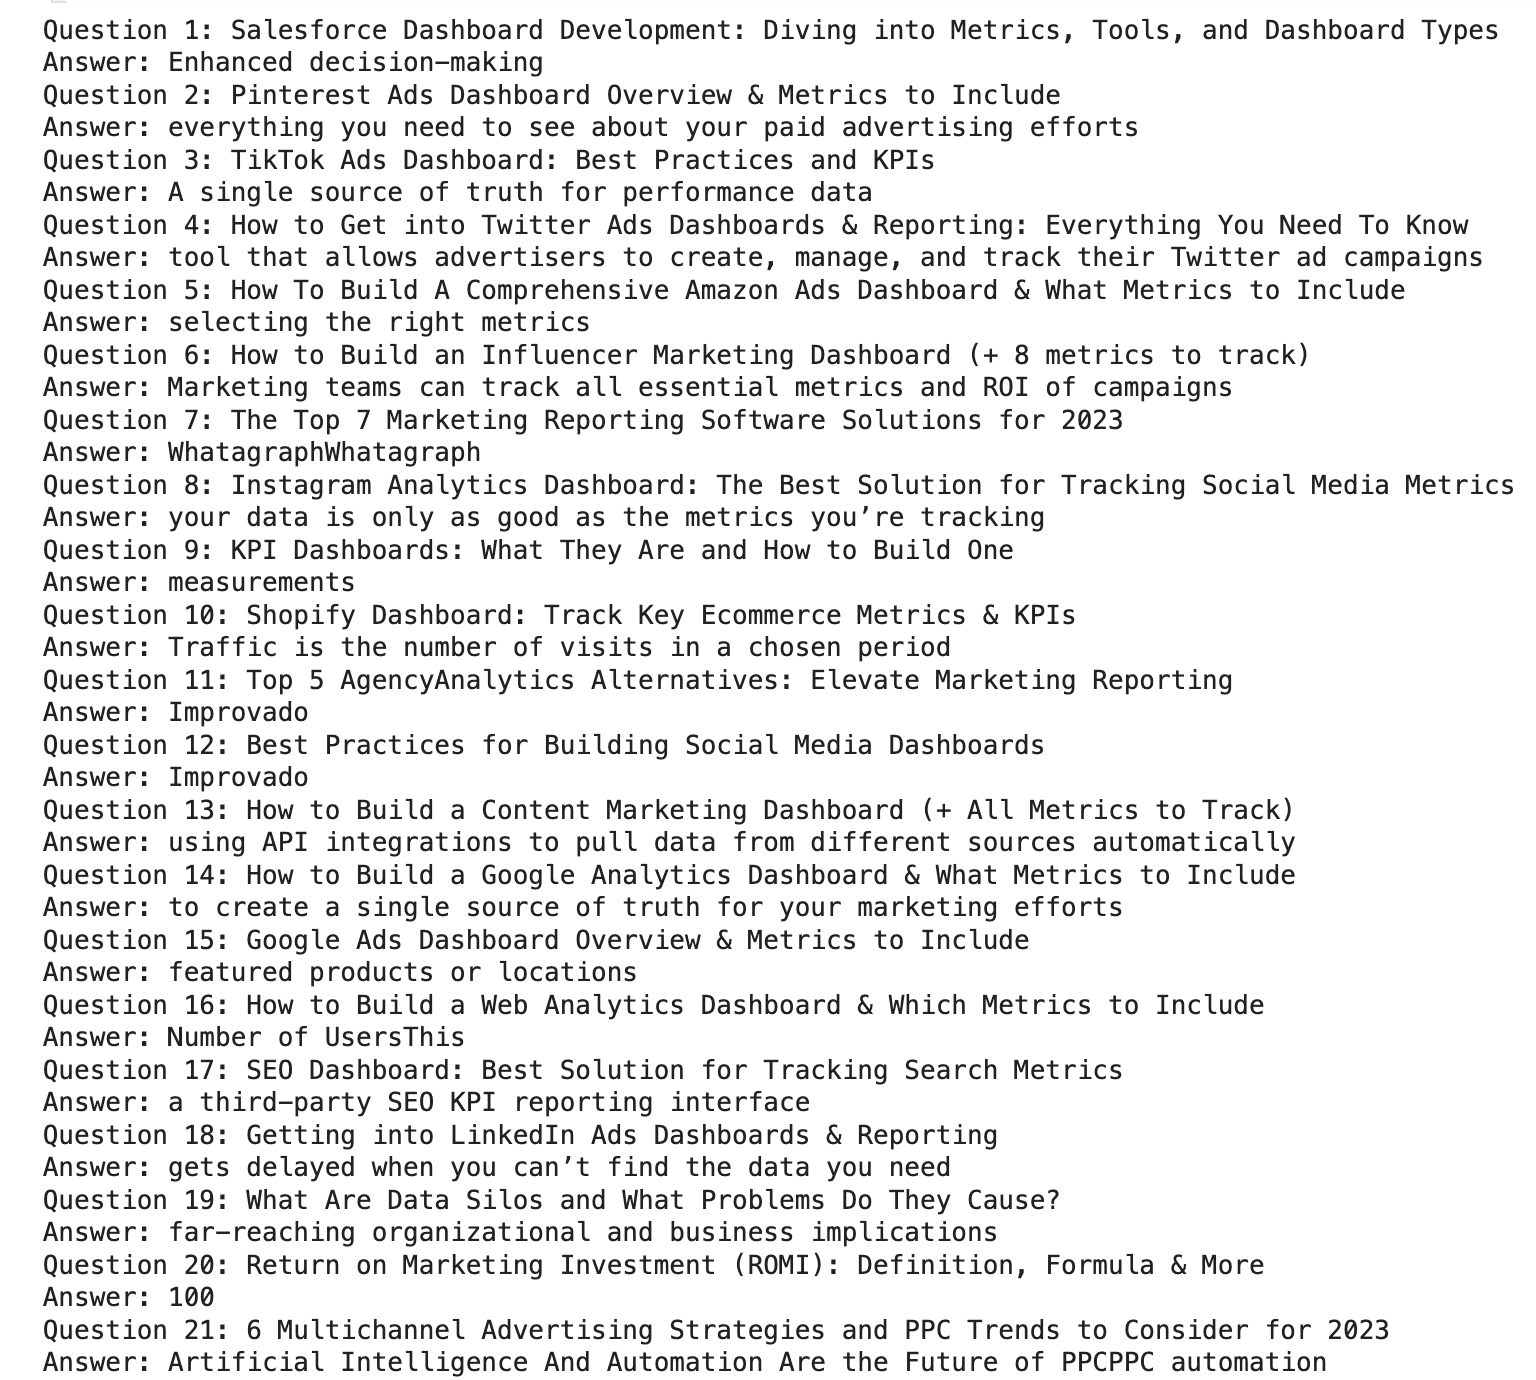 Question 1: Salesforce Dashboard Development: Diving into Metrics, Tools, and Dashboard Types
Answer: Enhanced decision-making
Question 2: Pinterest Ads Dashboard Overview & Metrics to Include
Answer: everything you need to see about your paid advertising efforts
Question 3: TikTok Ads Dashboard: Best Practices and KPIs
Answer: A single source of truth for performance data
Question 4: How to Get into Twitter Ads Dashboards & Reporting: Everything You Need To Know
Answer: tool that allows advertisers to create, manage, and track their Twitter ad campaigns
Question 5: How To Build A Comprehensive Amazon Ads Dashboard & What Metrics to Include
Answer: selecting the right metrics
Question 6: How to Build an Influencer Marketing Dashboard (+ 8 metrics to track)
Answer: Marketing teams can track all essential metrics and ROI of campaigns
Question 7: The Top 7 Marketing Reporting Software Solutions for 2023
Answer: WhatagraphWhatagraph
Question 8: Instagram Analytics Dashboard: The Best Solution for Tracking Social Media Metrics
Answer: your data is only as good as the metrics you’re tracking
Question 9: KPI Dashboards: What They Are and How to Build One
Answer: measurements
Question 10: Shopify Dashboard: Track Key Ecommerce Metrics & KPIs
Answer: Traffic is the number of visits in a chosen period
Question 11: Top 5 AgencyAnalytics Alternatives: Elevate Marketing Reporting
Answer: Improvado
Question 12: Best Practices for Building Social Media Dashboards
Answer: Improvado
Question 13: How to Build a Content Marketing Dashboard (+ All Metrics to Track)
Answer: using API integrations to pull data from different sources automatically
Question 14: How to Build a Google Analytics Dashboard & What Metrics to Include
Answer: to create a single source of truth for your marketing efforts
Question 15: Google Ads Dashboard Overview & Metrics to Include
Answer: featured products or locations
Question 16: How to Build a Web Analytics Dashboard & Which Metrics to Include
Answer: Number of UsersThis
Question 17: SEO Dashboard: Best Solution for Tracking Search Metrics
Answer: a third-party SEO KPI reporting interface
Question 18: Getting into LinkedIn Ads Dashboards & Reporting
Answer: gets delayed when you can’t find the data you need
Question 19: What Are Data Silos and What Problems Do They Cause?
Answer: far-reaching organizational and business implications
Question 20: Return on Marketing Investment (ROMI): Definition, Formula & More
Answer: 100
Question 21: 6 Multichannel Advertising Strategies and PPC Trends to Consider for 2023
Answer: Artificial Intelligence And Automation Are the Future of PPCPPC automation